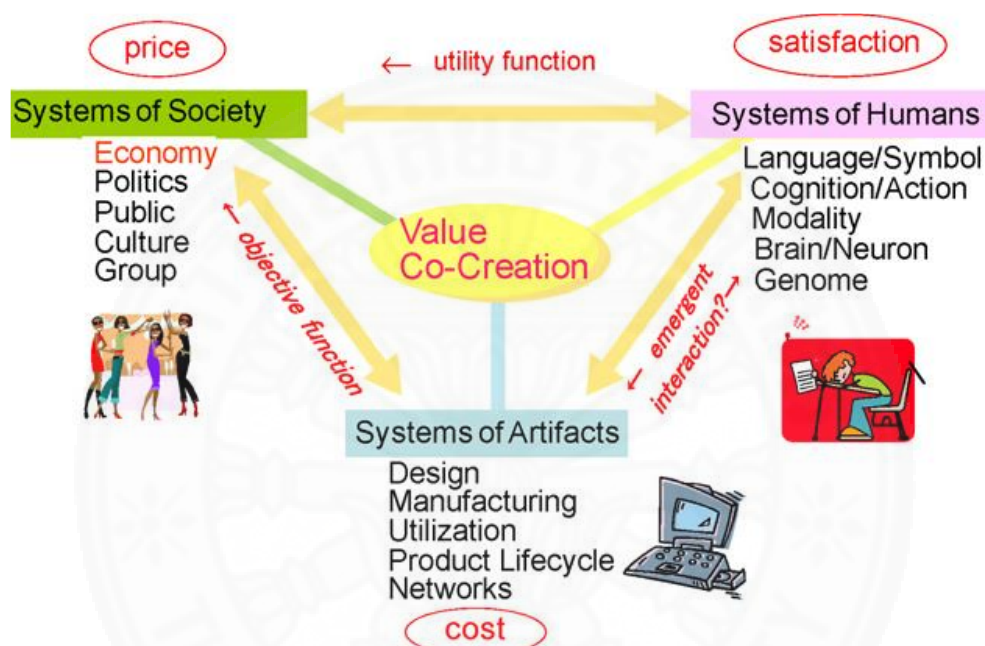 price
satisfaction
← utility function
Systems of Society
Systems of Humans
Economy
Politics
Public
Culture
Group
Language/Symbol
Cognition/Action
Modality
Brain/Neuron
Genome
Value
Co-Creation
← objective function
← emergent
interaction? →
Systems of Artifacts
Design
Manufacturing
Utilization
Product Lifecycle
Networks
cost